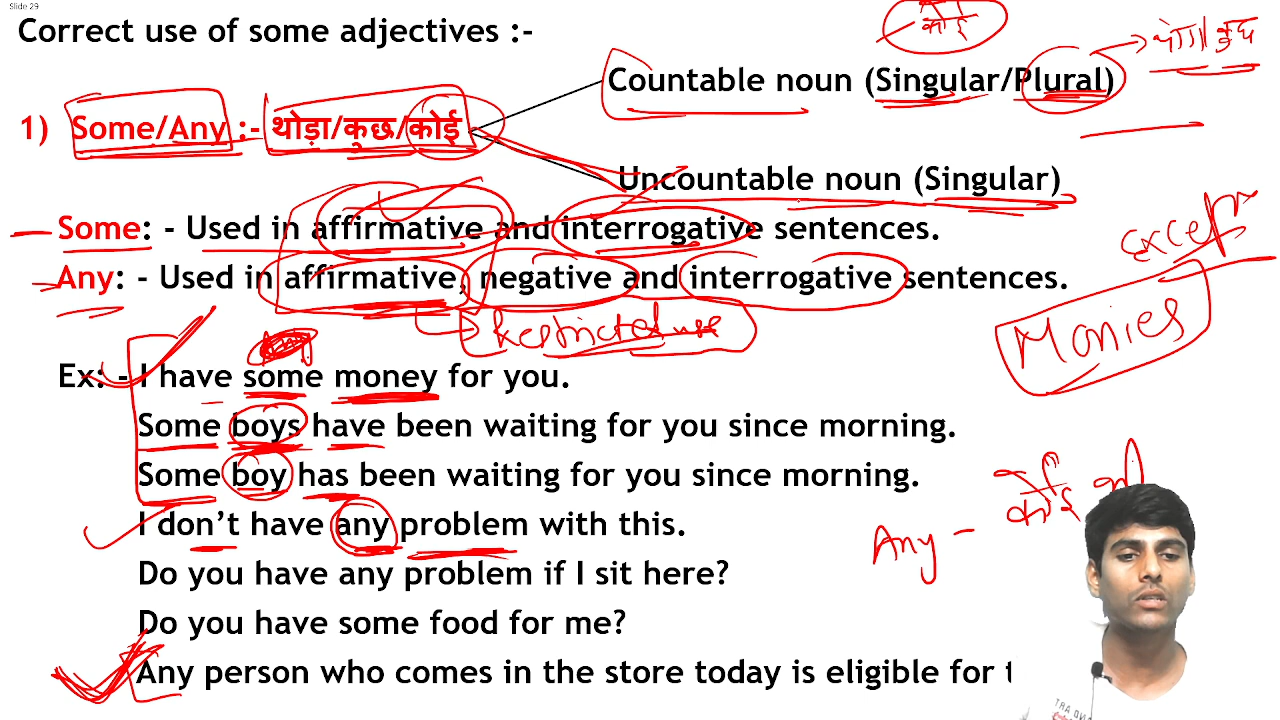 Slide 29
Correct use of some adjectives :-
कोई
Countable noun (Singular/Plural)
1) Some/Any :- थोड़ा/कुछ/कोई
Uncountable noun (Singular)
Some: - Used in affirmative and interrogative sentences.
Any: - Used in affirmative, negative and interrogative sentences.
Except
Restricted use
Monies
Ex: - I have some money for you.
Some boys have been waiting for you since morning.
Some boy has been waiting for you since morning.
I don’t have any problem with this.
Any - कोई भी
Do you have any problem if I sit here?
Do you have some food for me?
Any person who comes in the store today is eligible for t